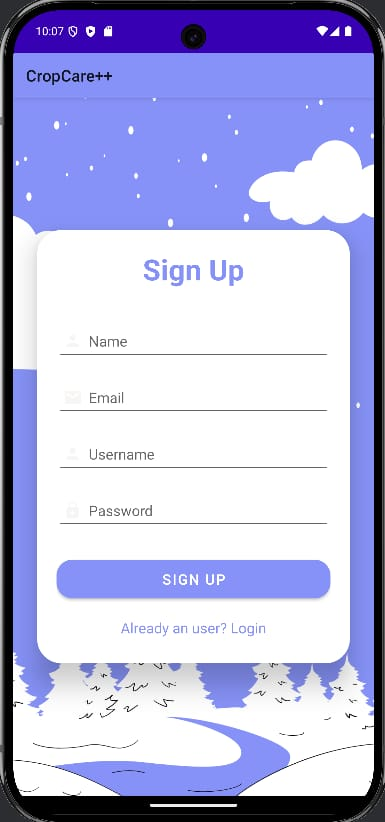 10:07
CropCare++
Sign Up
Name
Email
Username
Password
SIGN UP
Already an user? Login